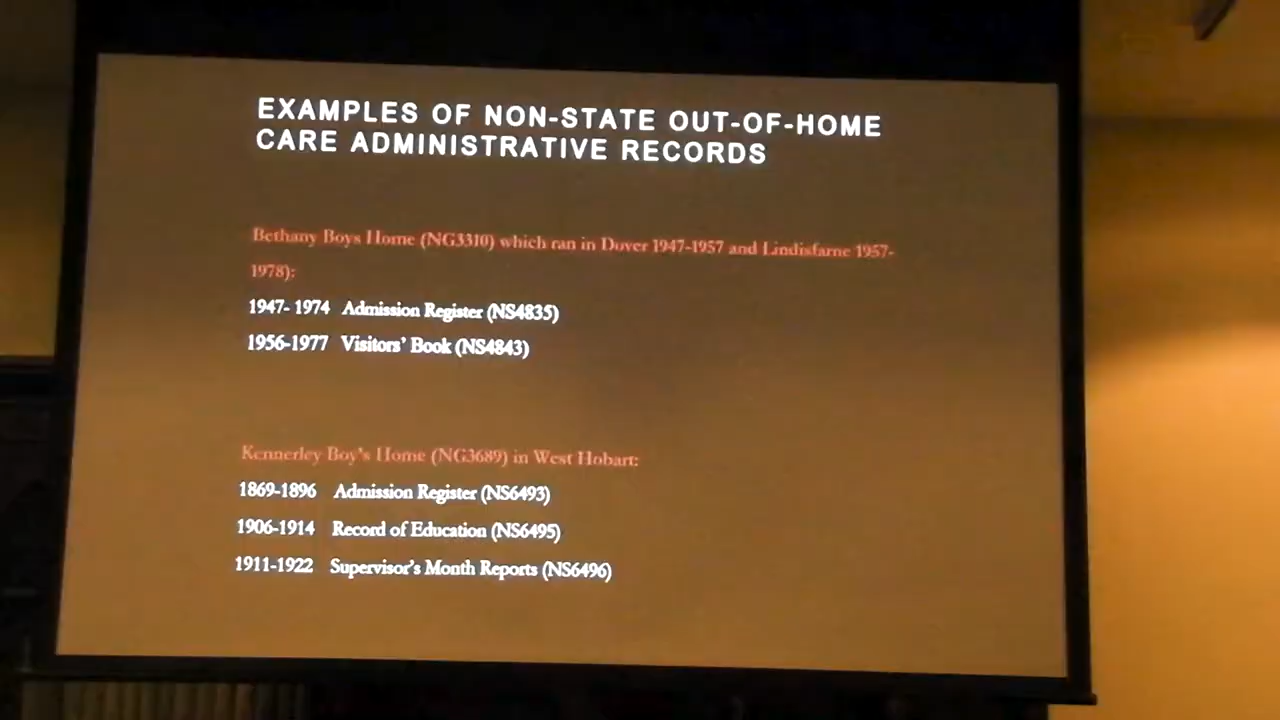 EXAMPLES OF NON-STATE OUT-OF-HOME
CARE ADMINISTRATIVE RECORDS
Bethany Boys Home (NG3310) which ran in Dover 1947-1957 and Lindisfarne 1957-
1978):
1947- 1974 Admission Register (NS4835)
1956-1977 Visitors’ Book (NS4843)
Kennerley Boy’s Home (NG3689) in West Hobart:
1869-1896 Admission Register (NS6493)
1906-1914 Record of Education (NS6495)
1911-1922 Supervisor’s Month Reports (NS6496)